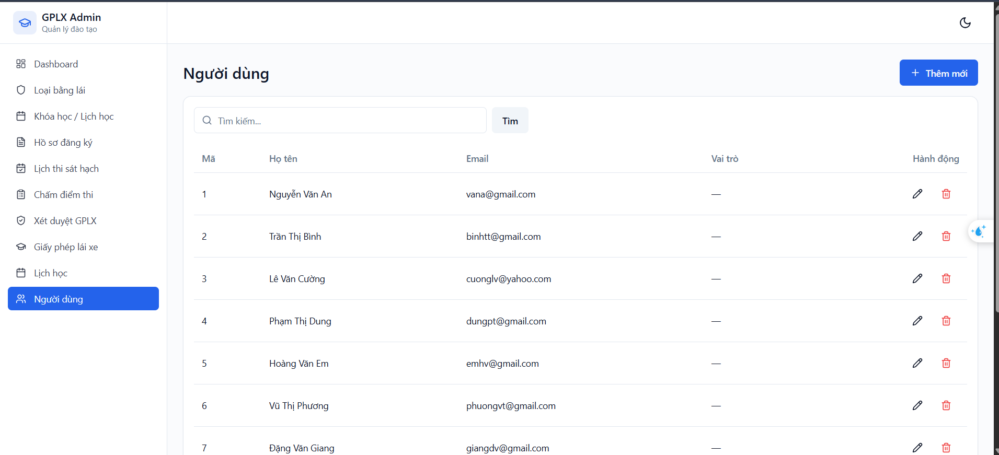 GPLX Admin
Quản lý đào tạo
Dashboard
Loại bằng lái
Khóa học / Lịch học
Hồ sơ đăng ký
Lịch thi sát hạch
Chấm điểm thi
Xét duyệt GPLX
Giấy phép lái xe
Lịch học
Người dùng
Người dùng
Thêm mới
Tìm kiếm...
Tìm
Mã Họ tên Email Vai trò Hành động
1 Nguyễn Văn An vana@gmail.com —
2 Trần Thị Bình binhtt@gmail.com —
3 Lê Văn Cường cuonglv@yahoo.com —
4 Phạm Thị Dung dungpt@gmail.com —
5 Hoàng Văn Em emhv@gmail.com —
6 Vũ Thị Phương phuongvt@gmail.com —
7 Đặng Văn Giang giangdv@gmail.com —